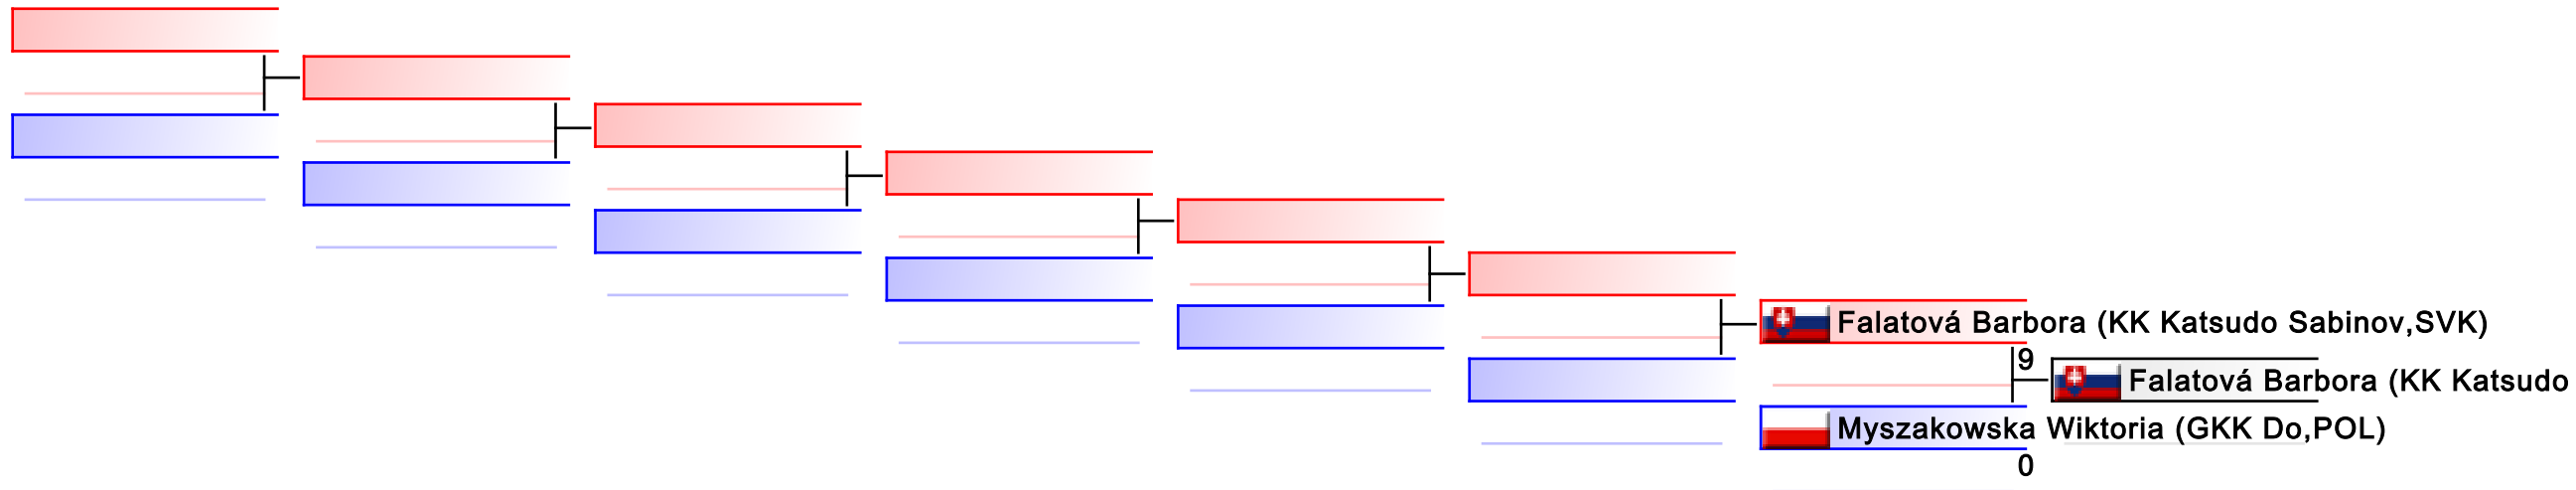 Falatová Barbora (KK Katsudo Sabinov,SVK)
9
Falatová Barbora (KK Katsudo
Myszakowska Wiktoria (GKK Do,POL)
0